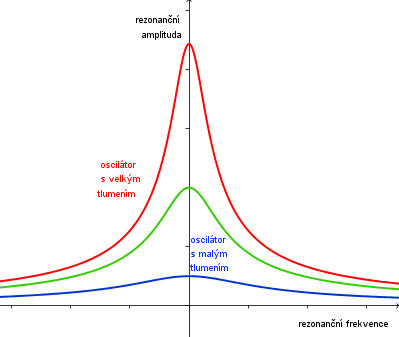 rezonanční
amplituda
oscilátor
s velkým
tlumením
oscilátor
s malým
tlumením
rezonanční frekvence